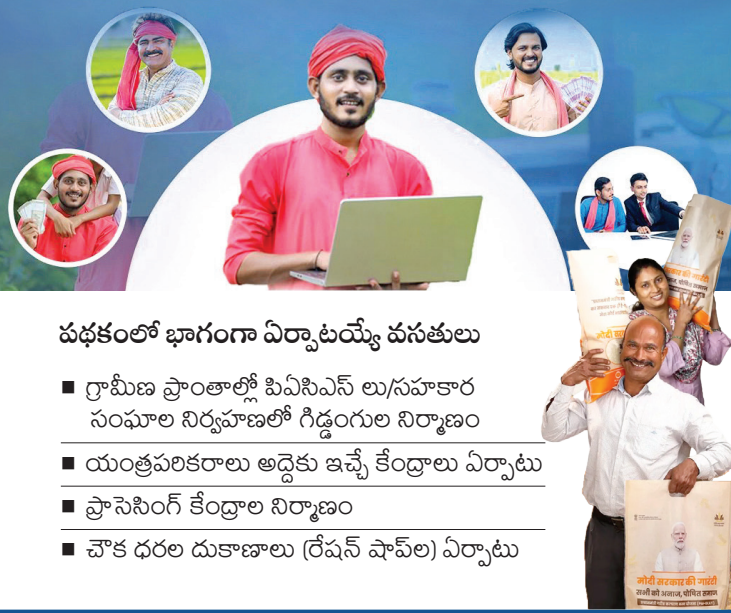 మోదీ సర్కార్
పథకంలో భాగంగా ఏర్పాటయ్యే వసతులు
■ గ్రామీణ ప్రాంతాల్లో పిఏసిఎస్ లు/సహకార
సంఘాల నిర్వహణలో గిడ్డంగుల నిర్మాణం
■ యంత్రపరికరాలు అద్దెకు ఇచ్చే కేంద్రాలు ఏర్పాటు
■ ప్రాసెసింగ్ కేంద్రాల నిర్మాణం
■ చౌక ధరల దుకాణాలు (రేషన్ షాప్‌ల) ఏర్పాటు
मोदी सरकार की गारंटी
सभी को अनाज, पोषित समाज